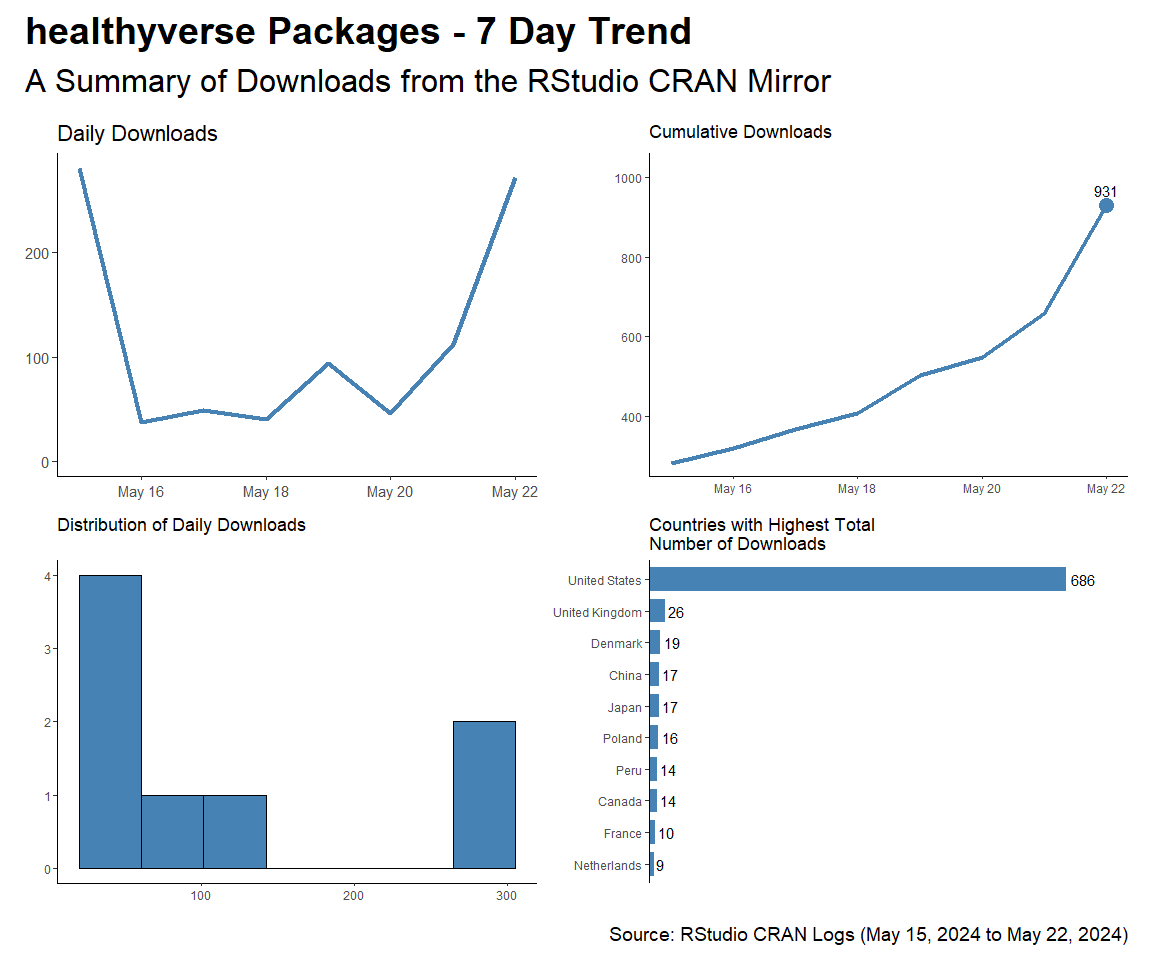 healthyverse Packages - 7 Day Trend
A Summary of Downloads from the RStudio CRAN Mirror
Daily Downloads
200
100
0
May 16
May 18
May 20
May 22
Cumulative Downloads
1000
800
600
400
931
May 16
May 18
May 20
May 22
Distribution of Daily Downloads
4
3
2
1
0
100
200
300
Countries with Highest Total
Number of Downloads
United States 686
United Kingdom 26
Denmark 19
China 17
Japan 17
Poland 16
Peru 14
Canada 14
France 10
Netherlands 9
Source: RStudio CRAN Logs (May 15, 2024 to May 22, 2024)